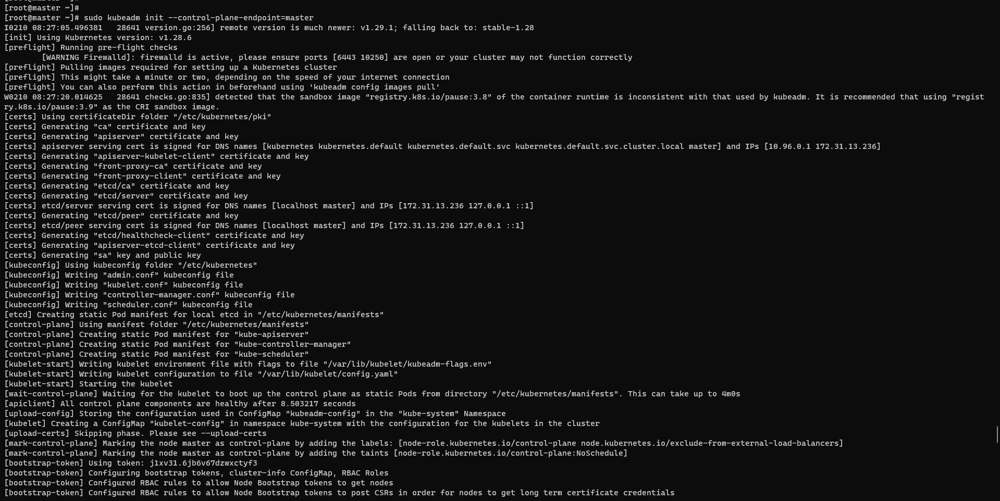 [root@master ~]#
[root@master ~]# sudo kubeadm init --control-plane-endpoint=master
I0210 08:27:05.496381   28641 version.go:256] remote version is much newer: v1.29.1; falling back to: stable-1.28
[init] Using Kubernetes version: v1.28.6
[preflight] Running pre-flight checks
        [WARNING Firewalld]: firewalld is active, please ensure ports [6443 10250] are open or your cluster may not function correctly
[preflight] Pulling images required for setting up a Kubernetes cluster
[preflight] This might take a minute or two, depending on the speed of your internet connection
[preflight] You can also perform this action in beforehand using 'kubeadm config images pull'
W0210 08:27:20.014625   28641 checks.go:835] detected that the sandbox image "registry.k8s.io/pause:3.8" of the container runtime is inconsistent with that used by kubeadm. It is recommended that using "regist
ry.k8s.io/pause:3.9" as the CRI sandbox image.
[certs] Using certificateDir folder "/etc/kubernetes/pki"
[certs] Generating "ca" certificate and key
[certs] Generating "apiserver" certificate and key
[certs] apiserver serving cert is signed for DNS names [kubernetes kubernetes.default kubernetes.default.svc kubernetes.default.svc.cluster.local master] and IPs [10.96.0.1 172.31.13.236]
[certs] Generating "apiserver-kubelet-client" certificate and key
[certs] Generating "front-proxy-ca" certificate and key
[certs] Generating "front-proxy-client" certificate and key
[certs] Generating "etcd/ca" certificate and key
[certs] Generating "etcd/server" certificate and key
[certs] etcd/server serving cert is signed for DNS names [localhost master] and IPs [172.31.13.236 127.0.0.1 ::1]
[certs] Generating "etcd/peer" certificate and key
[certs] etcd/peer serving cert is signed for DNS names [localhost master] and IPs [172.31.13.236 127.0.0.1 ::1]
[certs] Generating "etcd/healthcheck-client" certificate and key
[certs] Generating "apiserver-etcd-client" certificate and key
[certs] Generating "sa" key and public key
[kubeconfig] Using kubeconfig folder "/etc/kubernetes"
[kubeconfig] Writing "admin.conf" kubeconfig file
[kubeconfig] Writing "kubelet.conf" kubeconfig file
[kubeconfig] Writing "controller-manager.conf" kubeconfig file
[kubeconfig] Writing "scheduler.conf" kubeconfig file
[etcd] Creating static Pod manifest for local etcd in "/etc/kubernetes/manifests"
[control-plane] Using manifest folder "/etc/kubernetes/manifests"
[control-plane] Creating static Pod manifest for "kube-apiserver"
[control-plane] Creating static Pod manifest for "kube-controller-manager"
[control-plane] Creating static Pod manifest for "kube-scheduler"
[kubelet-start] Writing kubelet environment file with flags to file "/var/lib/kubelet/kubeadm-flags.env"
[kubelet-start] Writing kubelet configuration to file "/var/lib/kubelet/config.yaml"
[kubelet-start] Starting the kubelet
[wait-control-plane] Waiting for the kubelet to boot up the control plane as static Pods from directory "/etc/kubernetes/manifests". This can take up to 4m0s
[apiclient] All control plane components are healthy after 8.503217 seconds
[upload-config] Storing the configuration used in ConfigMap "kubeadm-config" in the "kube-system" Namespace
[kubelet] Creating a ConfigMap "kubelet-config" in namespace kube-system with the configuration for the kubelets in the cluster
[upload-certs] Skipping phase. Please see --upload-certs
[mark-control-plane] Marking the node master as control-plane by adding the labels: [node-role.kubernetes.io/control-plane node.kubernetes.io/exclude-from-external-load-balancers]
[mark-control-plane] Marking the node master as control-plane by adding the taints [node-role.kubernetes.io/control-plane:NoSchedule]
[bootstrap-token] Using token: j1xv31.6jb6v67dzwxctyf3
[bootstrap-token] Configuring bootstrap tokens, cluster-info ConfigMap, RBAC Roles
[bootstrap-token] Configured RBAC rules to allow Node Bootstrap tokens to get nodes
[bootstrap-token] Configured RBAC rules to allow Node Bootstrap tokens to post CSRs in order for nodes to get long term certificate credentials